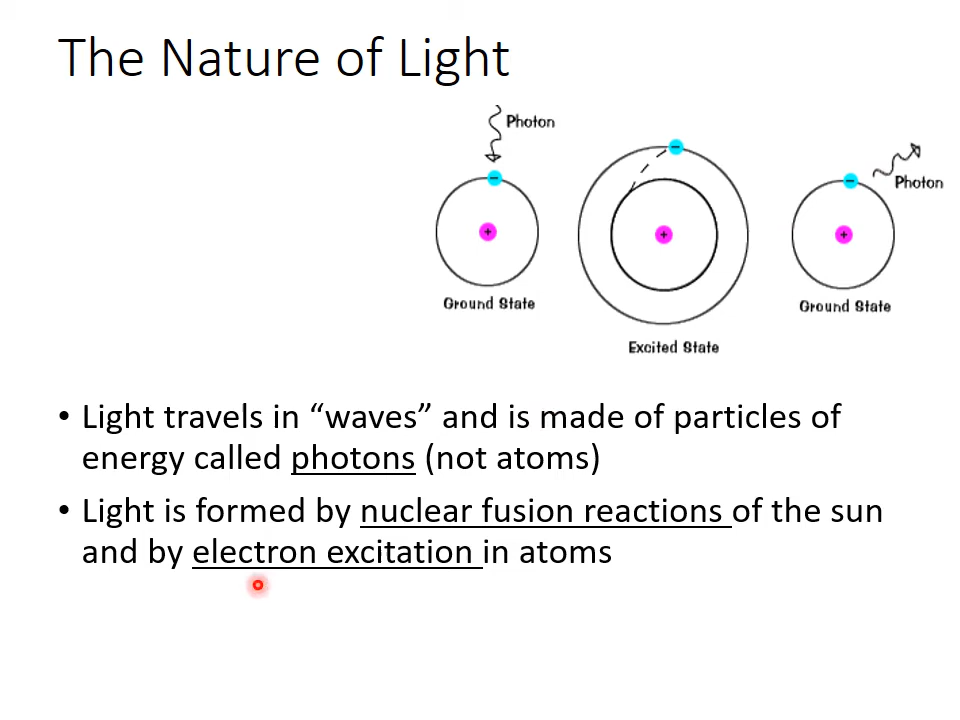 The Nature of Light
Photon
−
+
Ground State
−
+
Excited State
−
+
Photon
Ground State
• Light travels in “waves” and is made of particles of
energy called photons (not atoms)
• Light is formed by nuclear fusion reactions of the sun
and by electron excitation in atoms